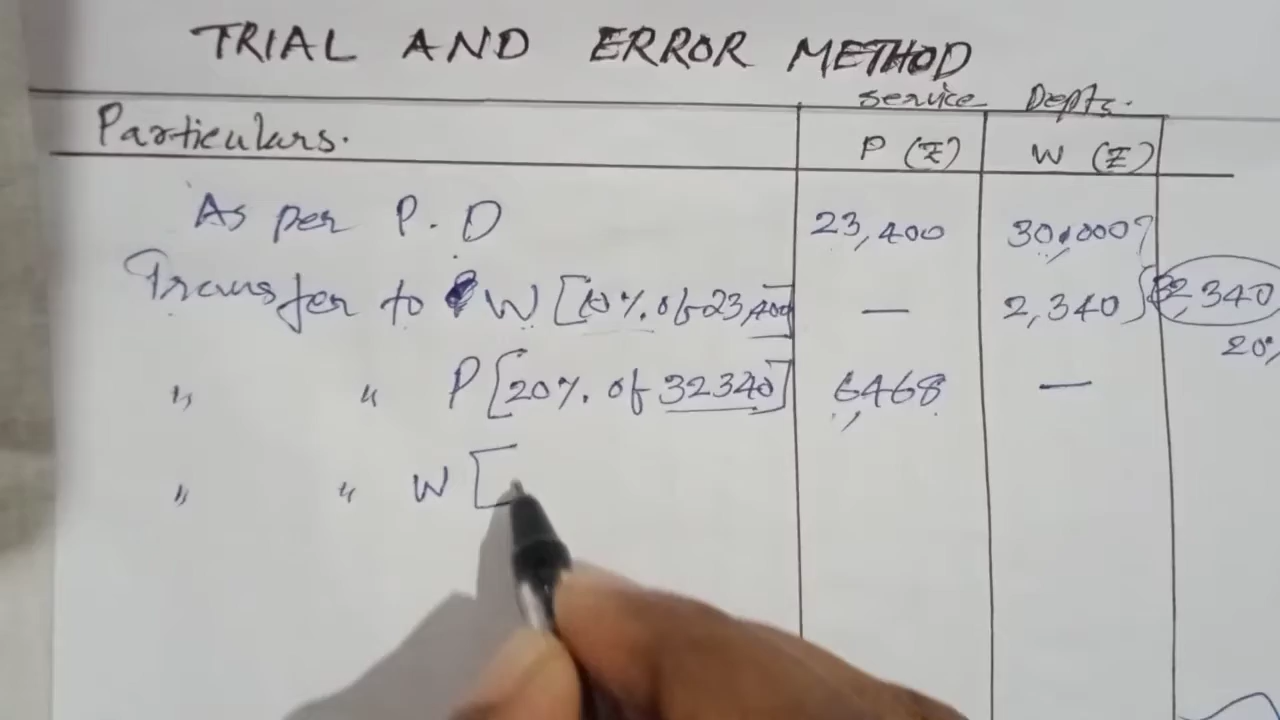 TRIAL AND ERROR METHOD
service Depts.
Particulars. P (₹) W (₹)
As per P.D 23,400 30,000
Transfer to W [10% of 23,400] — 2,340 } 32,340
20%
" " P [20% of 32340] 6468 —
" " W [